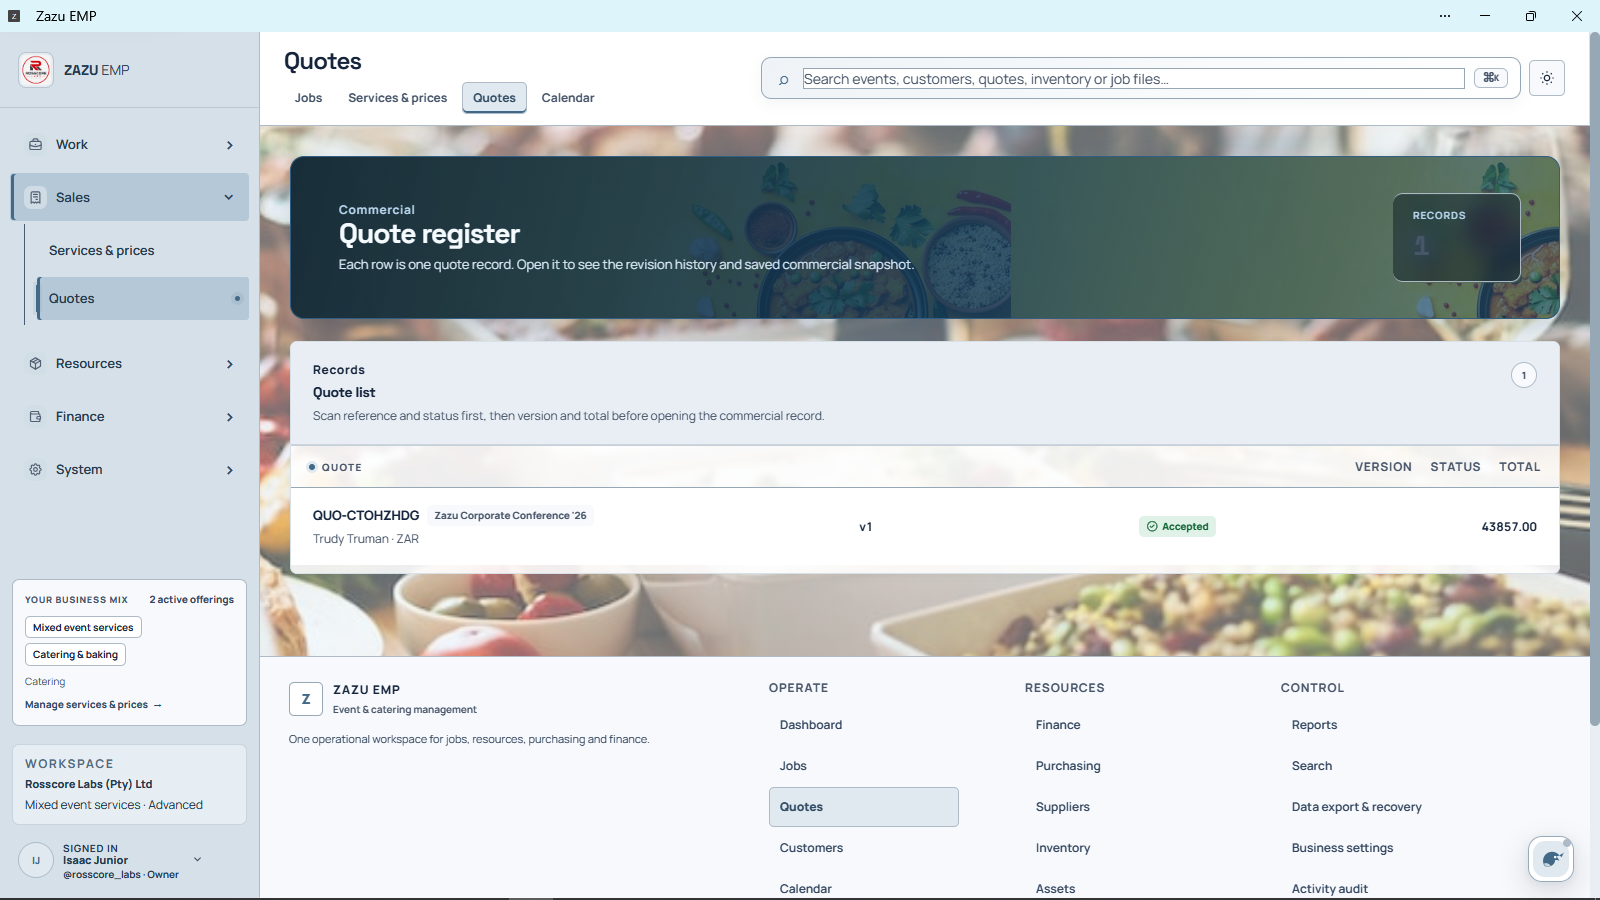 Z Zazu EMP
ZAZU EMP
Work
Sales
Services & prices
Quotes
Resources
Finance
System
YOUR BUSINESS MIX 2 active offerings
Mixed event services
Catering & baking
Catering
Manage services & prices →
WORKSPACE
Rosscore Labs (Pty) Ltd
Mixed event services · Advanced
IJ
SIGNED IN
Isaac Junior
@rosscore_labs · Owner
Quotes
Jobs Services & prices Quotes Calendar
Search events, customers, quotes, inventory or job files...
⌘K
Commercial
Quote register
Each row is one quote record. Open it to see the revision history and saved commercial snapshot.
RECORDS
1
Records
Quote list
Scan reference and status first, then version and total before opening the commercial record.
1
QUOTE VERSION STATUS TOTAL
QUO-CTOHZHDG Zazu Corporate Conference '26
Trudy Truman · ZAR
v1
Accepted
43857.00
Z
ZAZU EMP
Event & catering management
One operational workspace for jobs, resources, purchasing and finance.
OPERATE
Dashboard
Jobs
Quotes
Customers
Calendar
RESOURCES
Finance
Purchasing
Suppliers
Inventory
Assets
CONTROL
Reports
Search
Data export & recovery
Business settings
Activity audit